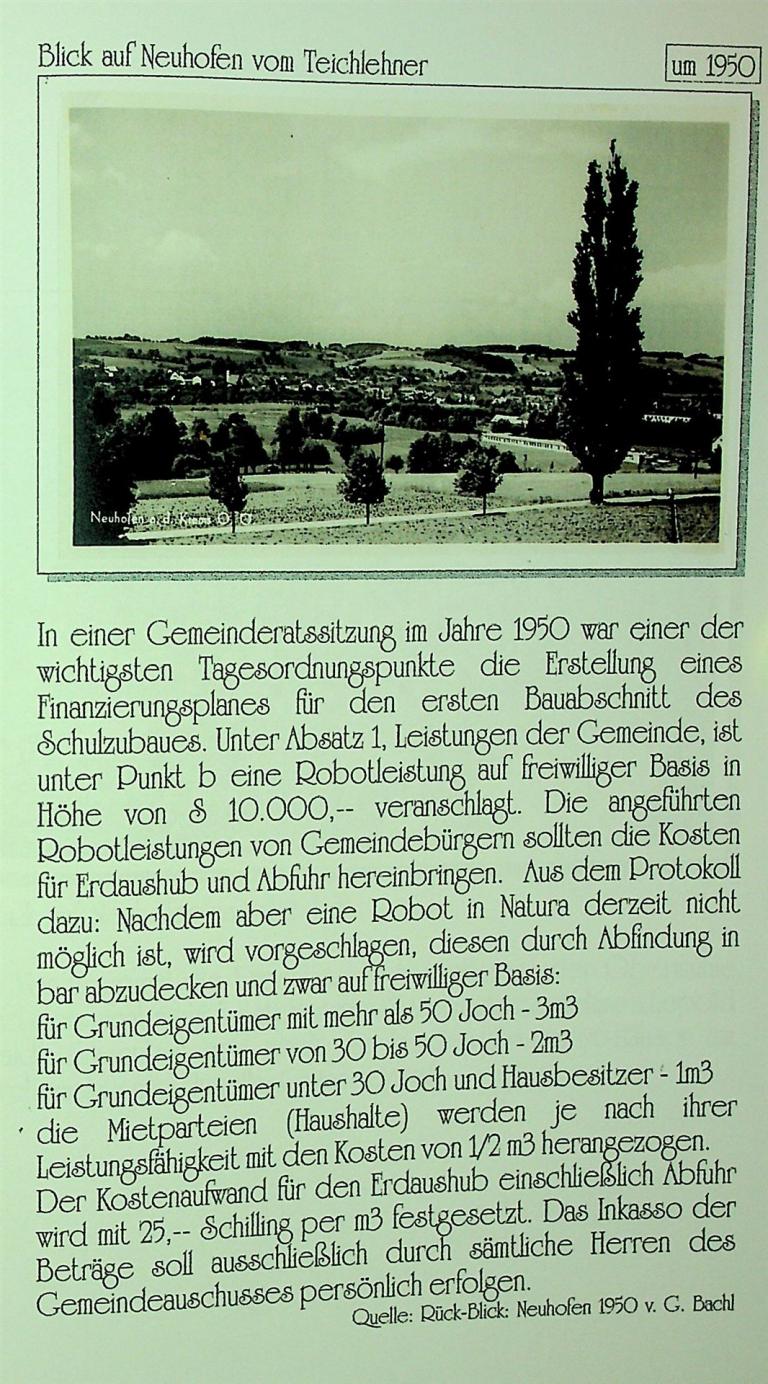 Blick auf Neuhofen vom Teichlehner
um 1950
Neuhofen a. d. Krems O. Ö.
In einer Gemeinderatssitzung im Jahre 1950 war einer der
wichtigsten Tagesordnungspunkte die Erstellung eines
Finanzierungsplanes für den ersten Bauabschnitt des
Schulzubaues. Unter Absatz 1, Leistungen der Gemeinde, ist
unter Punkt b eine Robotleistung auf freiwilliger Basis in
Höhe von S 10.000,-- veranschlagt. Die angeführten
Robotleistungen von Gemeindebürgern sollten die Kosten
für Erdaushub und Abfuhr hereinbringen. Aus dem Protokoll
dazu: Nachdem aber eine Robot in Natura derzeit nicht
möglich ist, wird vorgeschlagen, diesen durch Abfindung in
bar abzudecken und zwar auf freiwilliger Basis:
für Grundeigentümer mit mehr als 50 Joch - 3m3
für Grundeigentümer von 30 bis 50 Joch - 2m3
für Grundeigentümer unter 30 Joch und Hausbesitzer - 1m3
die Mietparteien (Haushalte) werden je nach ihrer
Leistungsfähigkeit mit den Kosten von 1/2 m3 herangezogen.
Der Kostenaufwand für den Erdaushub einschließlich Abfuhr
wird mit 25,-- Schilling per m3 festgesetzt. Das Inkasso der
Beträge soll ausschließlich durch sämtliche Herren des
Gemeindeauschusses persönlich erfolgen.
Quelle: Rück-Blick: Neuhofen 1950 v. G. Bachl